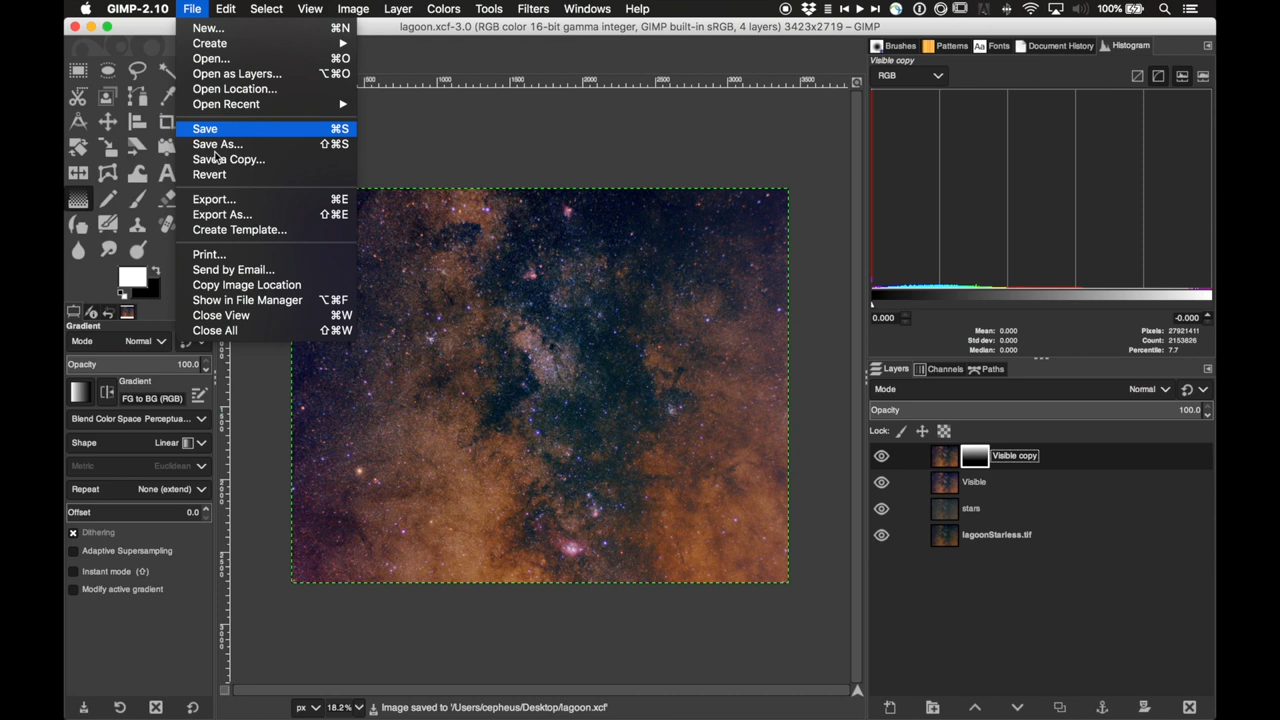 GIMP-2.10 File Edit Select View Image Layer Colors Tools Filters Windows Help 100%
lagoon.xcf-3.0 (RGB color 16-bit gamma integer, GIMP built-in sRGB, 4 layers) 3423x2719 – GIMP
New... ⌘N
Create
Open... ⌘O
Open as Layers... ⌥⌘O
Open Location...
Open Recent
Save ⌘S
Save As... ⇧⌘S
Save a Copy...
Revert
Export... ⌘E
Export As... ⇧⌘E
Create Template...
Print...
Send by Email...
Copy Image Location
Show in File Manager ⌥⌘F
Close View ⌘W
Close All ⇧⌘W
500 1000 1500 2000 2500 3000 3500
Gradient
Mode Normal
Opacity 100.0
Gradient
FG to BG (RGB)
Blend Color Space Perceptua...
Shape Linear
Metric Euclidean
Repeat None (extend)
Offset 0.0
Dithering
Adaptive Supersampling
Instant mode (⇧)
Modify active gradient
px 18.2% Image saved to '/Users/cepheus/Desktop/lagoon.xcf'
Brushes Patterns Aa Fonts Document History Histogram
Visible copy
RGB
0.000 -0.000
Mean: 0.000 Pixels: 27921411
Std dev: 0.000 Count: 2153826
Median: 0.000 Percentile: 7.7
Layers Channels Paths
Mode Normal
Opacity 100.0
Lock:
Visible copy
Visible
stars
lagoonStarless.tif